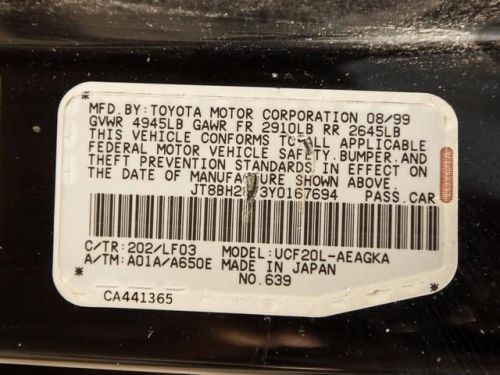 MFD.BY:TOYOTA MOTOR CORPORATION 08/99
GVWR 4945LB GAWR FR 2910LB RR 2645LB
THIS VEHICLE CONFORMS TO ALL APPLICABLE
FEDERAL MOTOR VEHICLE SAFETY,BUMPER,AND
THEFT PREVENTION STANDARDS IN EFFECT ON
THE DATE OF MANUFACTURE SHOWN ABOVE.
PASS.CAR
C/TR:202/LF03 MODEL:UCF20L-AEAGKA
A/TM:A01A/A650E MADE IN JAPAN
NO.639
CA441365